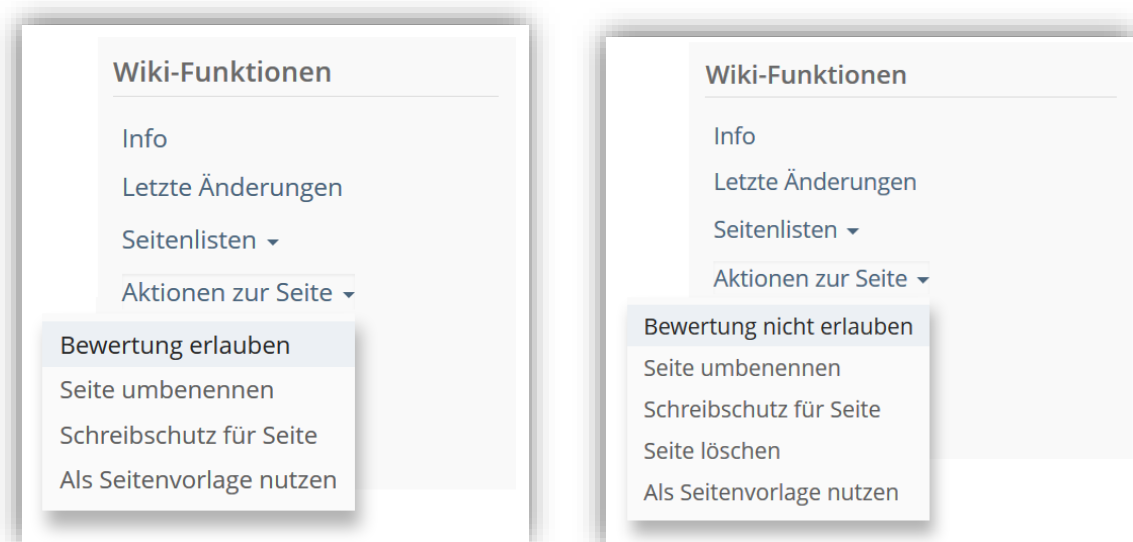 Wiki-Funktionen
Info
Letzte Änderungen
Seitenlisten
Aktionen zur Seite
Bewertung erlauben
Seite umbenennen
Schreibschutz für Seite
Als Seitenvorlage nutzen
Wiki-Funktionen
Info
Letzte Änderungen
Seitenlisten
Aktionen zur Seite
Bewertung nicht erlauben
Seite umbenennen
Schreibschutz für Seite
Seite löschen
Als Seitenvorlage nutzen